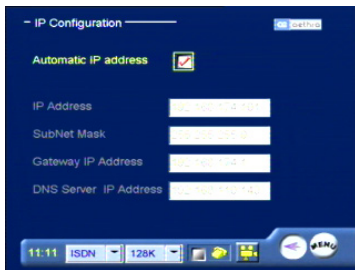 IP Configuration
Automatic IP address
IP Address
SubNet Mask
Gateway IP Address
DNS Server IP Address
11:11 ISDN 128K MENU